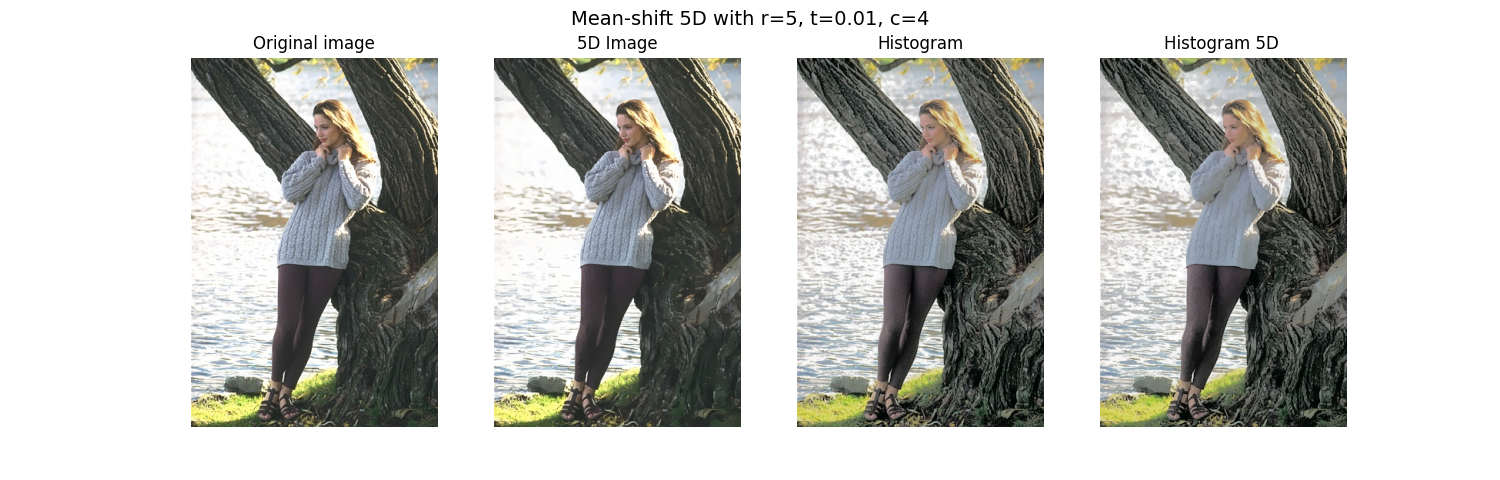 Mean-shift 5D with r=5, t=0.01, c=4
Original image
5D Image
Histogram
Histogram 5D